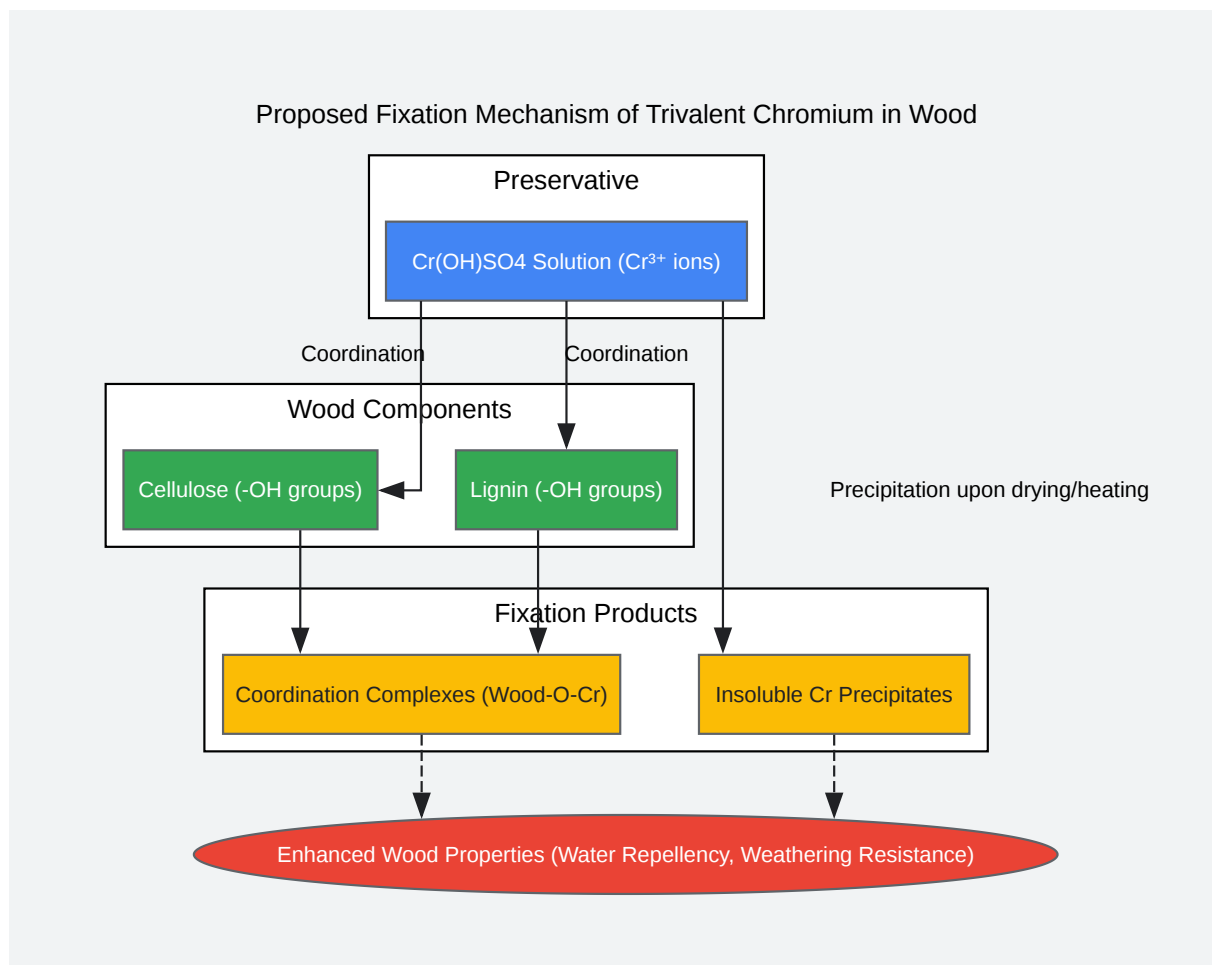 Proposed Fixation Mechanism of Trivalent Chromium in Wood
Preservative
Cr(OH)SO4 Solution (Cr³⁺ ions)
Coordination
Coordination
Wood Components
Cellulose (-OH groups)
Lignin (-OH groups)
Precipitation upon drying/heating
Fixation Products
Coordination Complexes (Wood-O-Cr)
Insoluble Cr Precipitates
Enhanced Wood Properties (Water Repellency, Weathering Resistance)